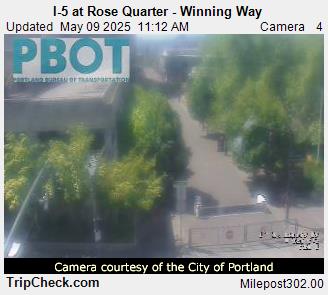 I-5 at Rose Quarter - Winning Way
Updated May 09 2025 11:12 AM Camera 4
PBOT
PORTLAND BUREAU OF TRANSPORTATION
Camera courtesy of the City of Portland
TripCheck.com Milepost302.00